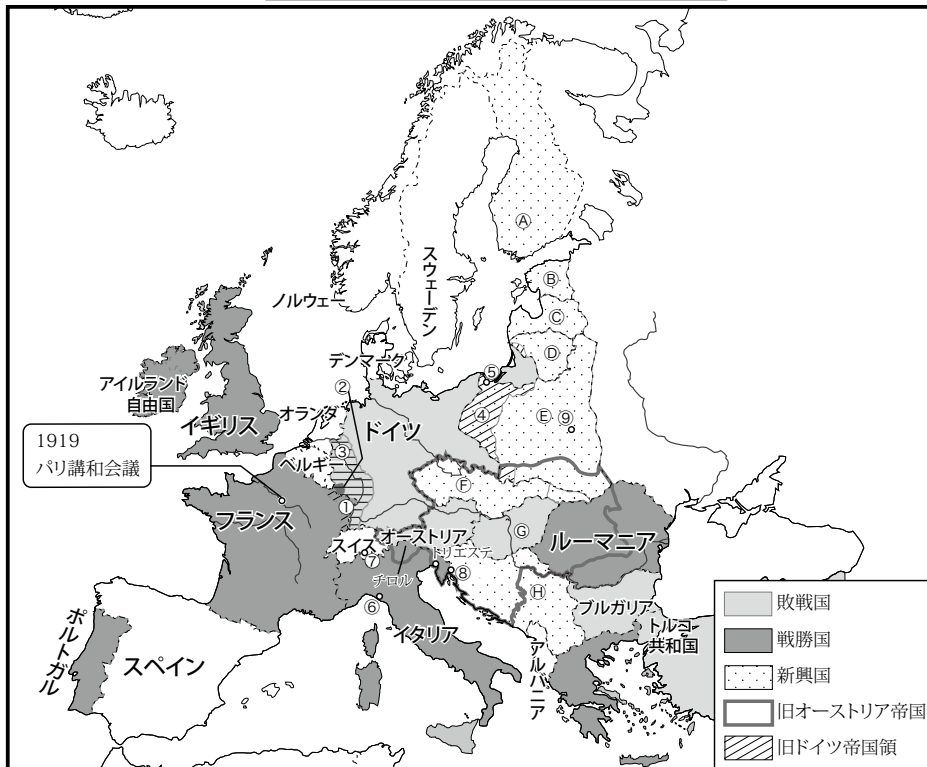 Ⓐ
スウェーデン
Ⓑ
ノルウェー
Ⓒ
デンマーク
Ⓓ
②
⑤
アイルランド
自由国
オランダ
④
Ⓔ ⑨
イギリス
ドイツ
1919
パリ講和会議
③
ベルギー
Ⓕ
フランス
①
オーストリア
Ⓖ
ルーマニア
スイス
トリエステ
⑦
⑧
チロル
Ⓗ
ブルガリア
⑥
イタリア
トルコ
共和国
ポルトガル
スペイン
アルバニア
敗戦国
戦勝国
新興国
旧オーストリア帝国
旧ドイツ帝国領